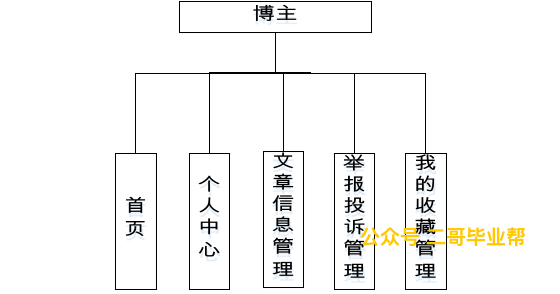 博主
首页
个人中心
文章信息管理
举报投诉管理
我的收藏管理
公众号 二哥毕业帮